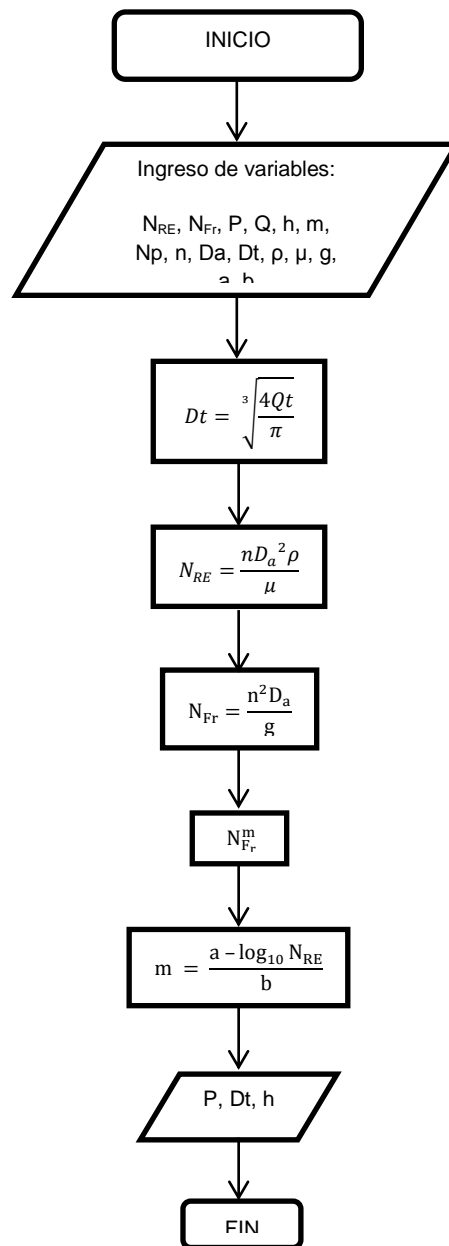 INICIO
Ingreso de variables:
N_RE, N_Fr, P, Q, h, m,
Np, n, Da, Dt, ρ, µ, g,
a, b
Dt = ∛(4Qt/π)
N_RE = nD_a²ρ/μ
N_Fr = n²D_a/g
N_Fr^m
m = (a – log₁₀ N_RE)/b
P, Dt, h
FIN